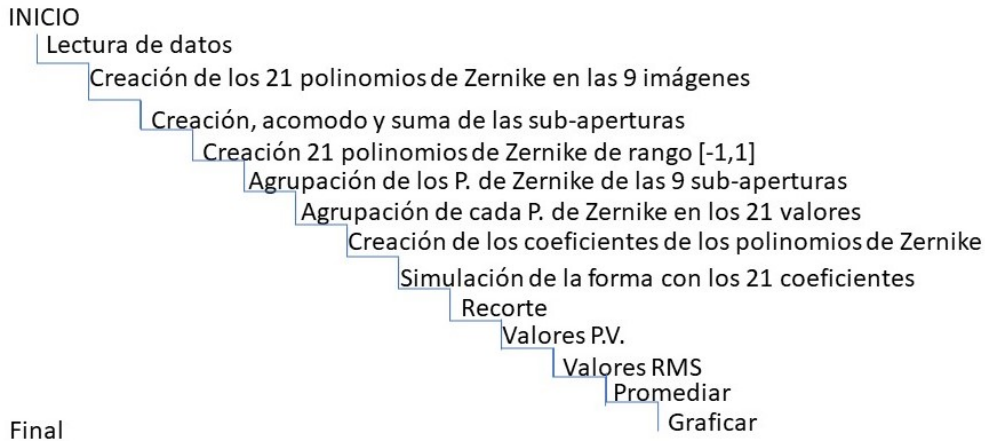 INICIO
Lectura de datos
Creación de los 21 polinomios de Zernike en las 9 imágenes
Creación, acomodo y suma de las sub-aperturas
Creación 21 polinomios de Zernike de rango [-1,1]
Agrupación de los P. de Zernike de las 9 sub-aperturas
Agrupación de cada P. de Zernike en los 21 valores
Creación de los coeficientes de los polinomios de Zernike
Simulación de la forma con los 21 coeficientes
Recorte
Valores P.V.
Valores RMS
Promediar
Graficar
Final